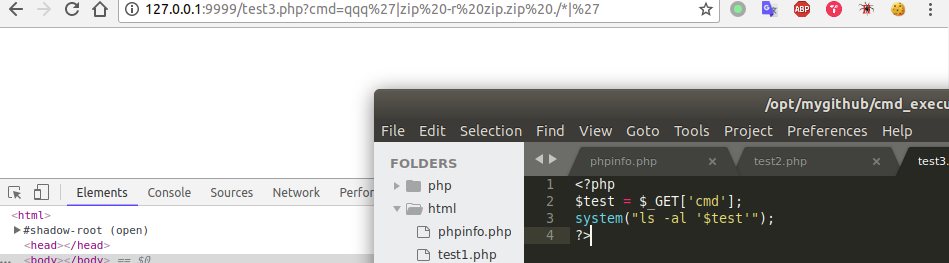 127.0.0.1:9999/test3.php?cmd=qqq%27|zip%20-r%20zip.zip%20./*|%27
ABP
/opt/mygithub/cmd_execu
File Edit Selection Find View Goto Tools Project Preferences Help
FOLDERS
php
html
phpinfo.php
test1.php
phpinfo.php × test2.php × test3.
1 <?php
2 $test = $_GET['cmd'];
3 system("ls -al '$test'");
4 ?>
Elements Console Sources Network Perfor
<html>
#shadow-root (open)
<head></head>
<body></body> == $0